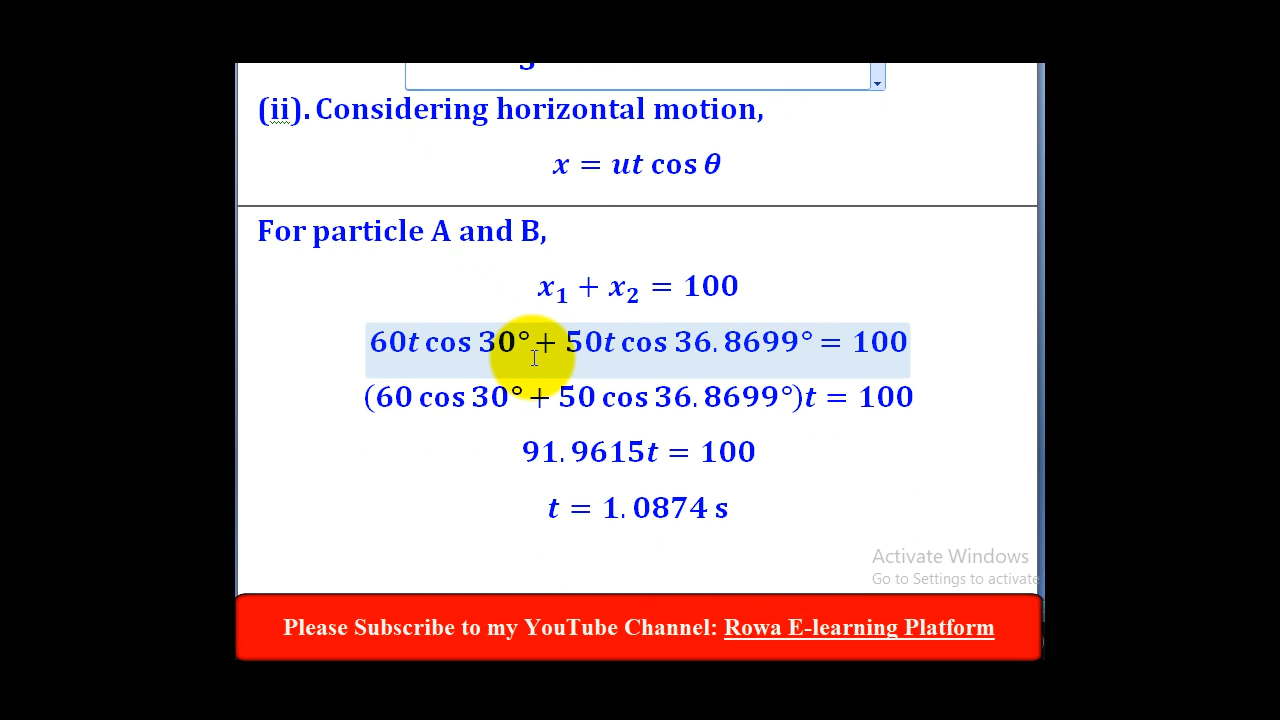 (ii). Considering horizontal motion,
x = ut cos θ
For particle A and B,
x₁ + x₂ = 100
60t cos 30° + 50t cos 36.8699° = 100
(60 cos 30° + 50 cos 36.8699°)t = 100
91.9615t = 100
t = 1.0874 s
Activate Windows
Go to Settings to activate
Please Subscribe to my YouTube Channel: Rowa E-learning Platform